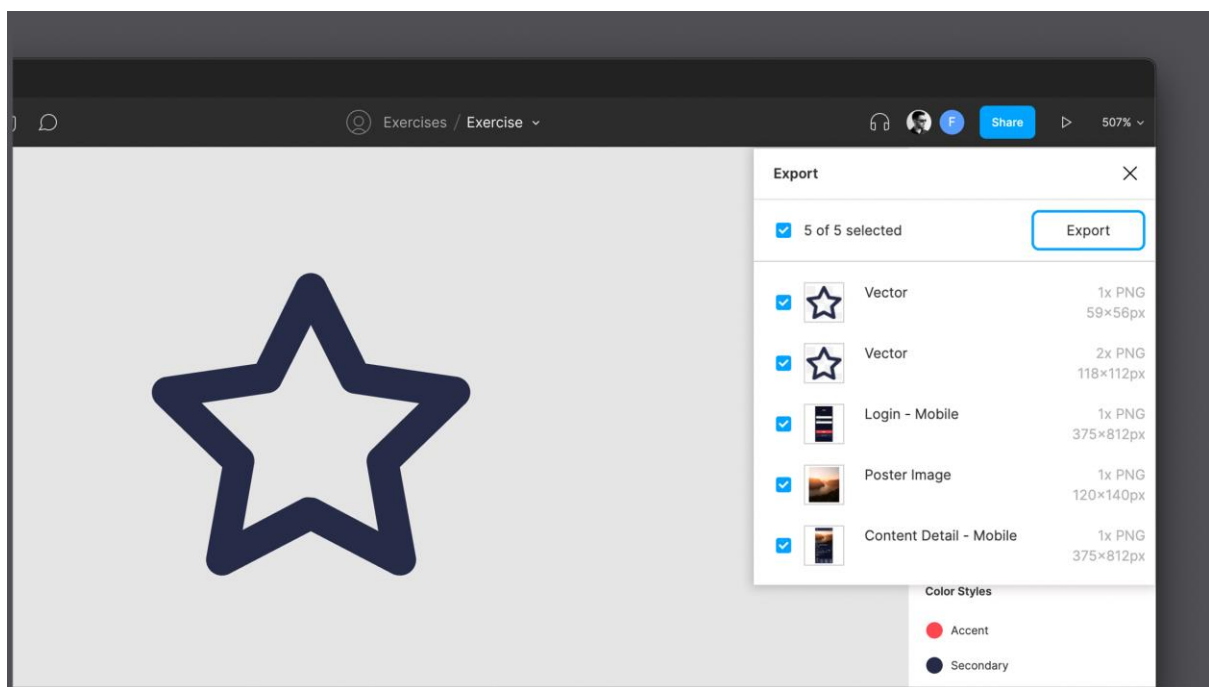 Exercises / Exercise
F
Share
507%
Export
5 of 5 selected
Export
Vector
1x PNG
59×56px
Vector
2x PNG
118×112px
Login - Mobile
1x PNG
375×812px
Poster Image
1x PNG
120×140px
Content Detail - Mobile
1x PNG
375×812px
Color Styles
Accent
Secondary